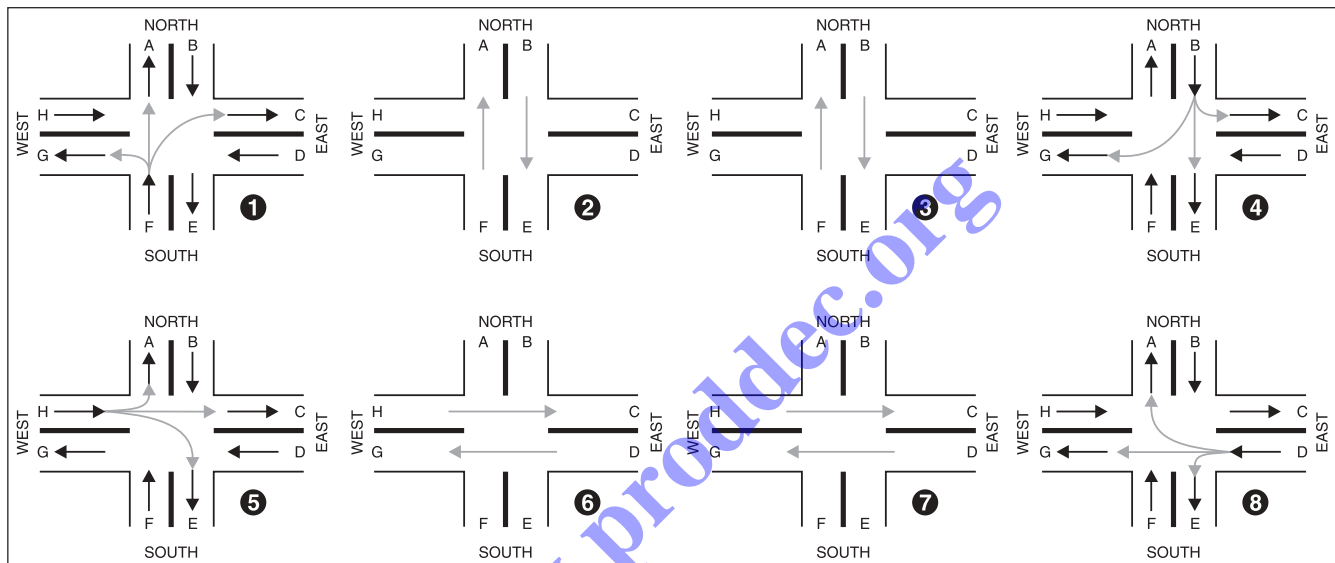 NORTH NORTH NORTH NORTH
A B A B A B A B
H C H C H C H C
WEST EAST WEST EAST WEST EAST WEST EAST
G D G D G D G D
F E F E F E F E
1 2 3 4
SOUTH SOUTH SOUTH SOUTH
NORTH NORTH NORTH NORTH
A B A B A B A B
H C H C H C H C
WEST EAST WEST EAST WEST EAST WEST EAST
G D G D G D G D
5 6 7 8
F E F E F E F E
SOUTH SOUTH SOUTH SOUTH
proddec.org